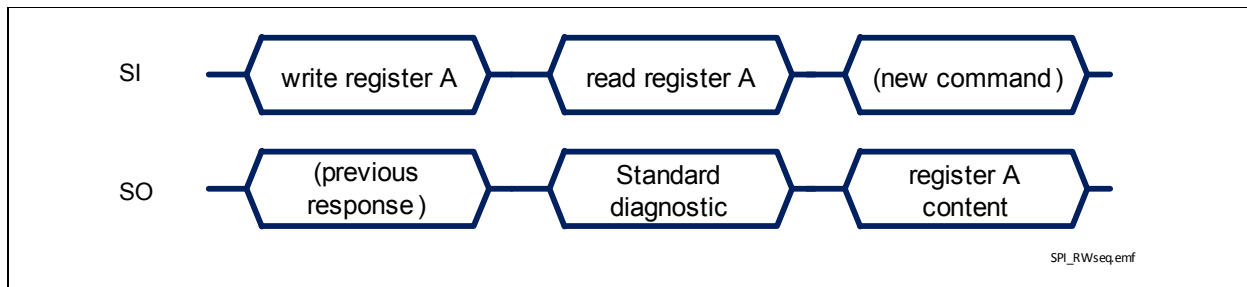 SI
write register A
read register A
(new command)
SO
(previous
response)
Standard
diagnostic
register A
content
SPI_RWseq.emf